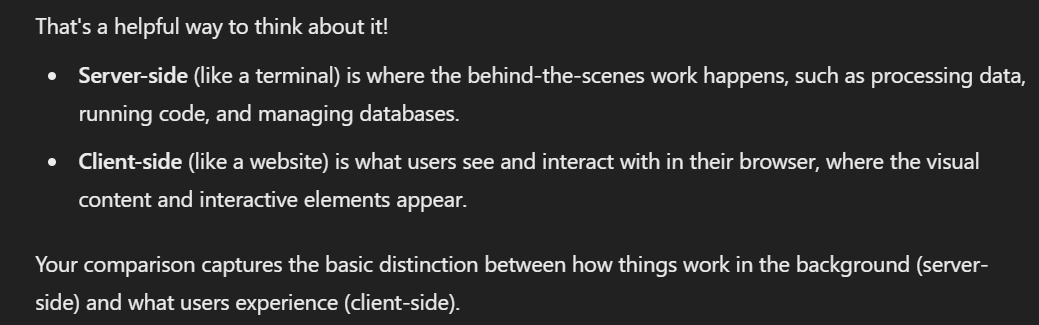 That's a helpful way to think about it!
• Server-side (like a terminal) is where the behind-the-scenes work happens, such as processing data,
running code, and managing databases.
• Client-side (like a website) is what users see and interact with in their browser, where the visual
content and interactive elements appear.
Your comparison captures the basic distinction between how things work in the background (server-
side) and what users experience (client-side).